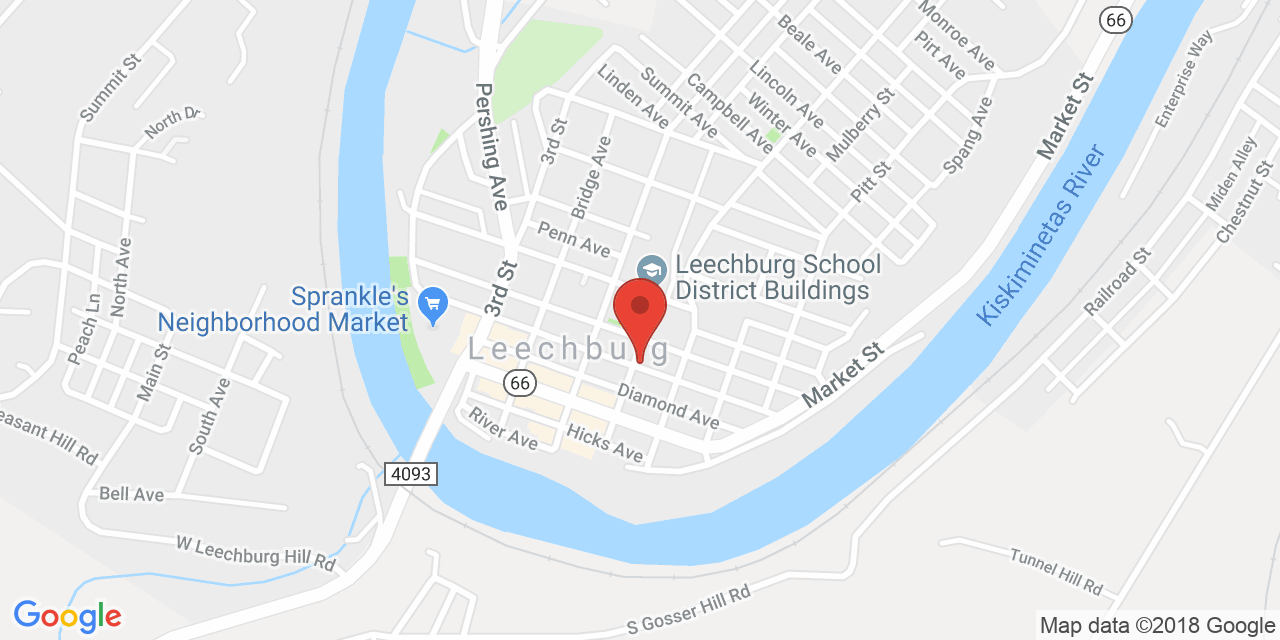 66
Monroe Ave
Beale Ave
Pirt Ave
Market St
Enterprise Way
Summit St
North Dr
Pershing Ave
Linden Ave
Summit Ave
Campbell Ave
Lincoln Ave
Winter Ave
Mulberry St
Spang Ave
3rd St
Bridge Ave
Pitt St
Kiskiminetas River
Miden Alley
Chestnut St
Penn Ave
North Ave
Peach Ln
3rd St
Leechburg School
District Buildings
Railroad St
Sprankle's
Neighborhood Market
Leechburg
Main St
South Ave
66
Diamond Ave
Market St
River Ave
Hicks Ave
easant Hill Rd
4093
Bell Ave
W Leechburg Hill Rd
Tunnel Hill Rd
S Gosser Hill Rd
Google
Map data ©2018 Google